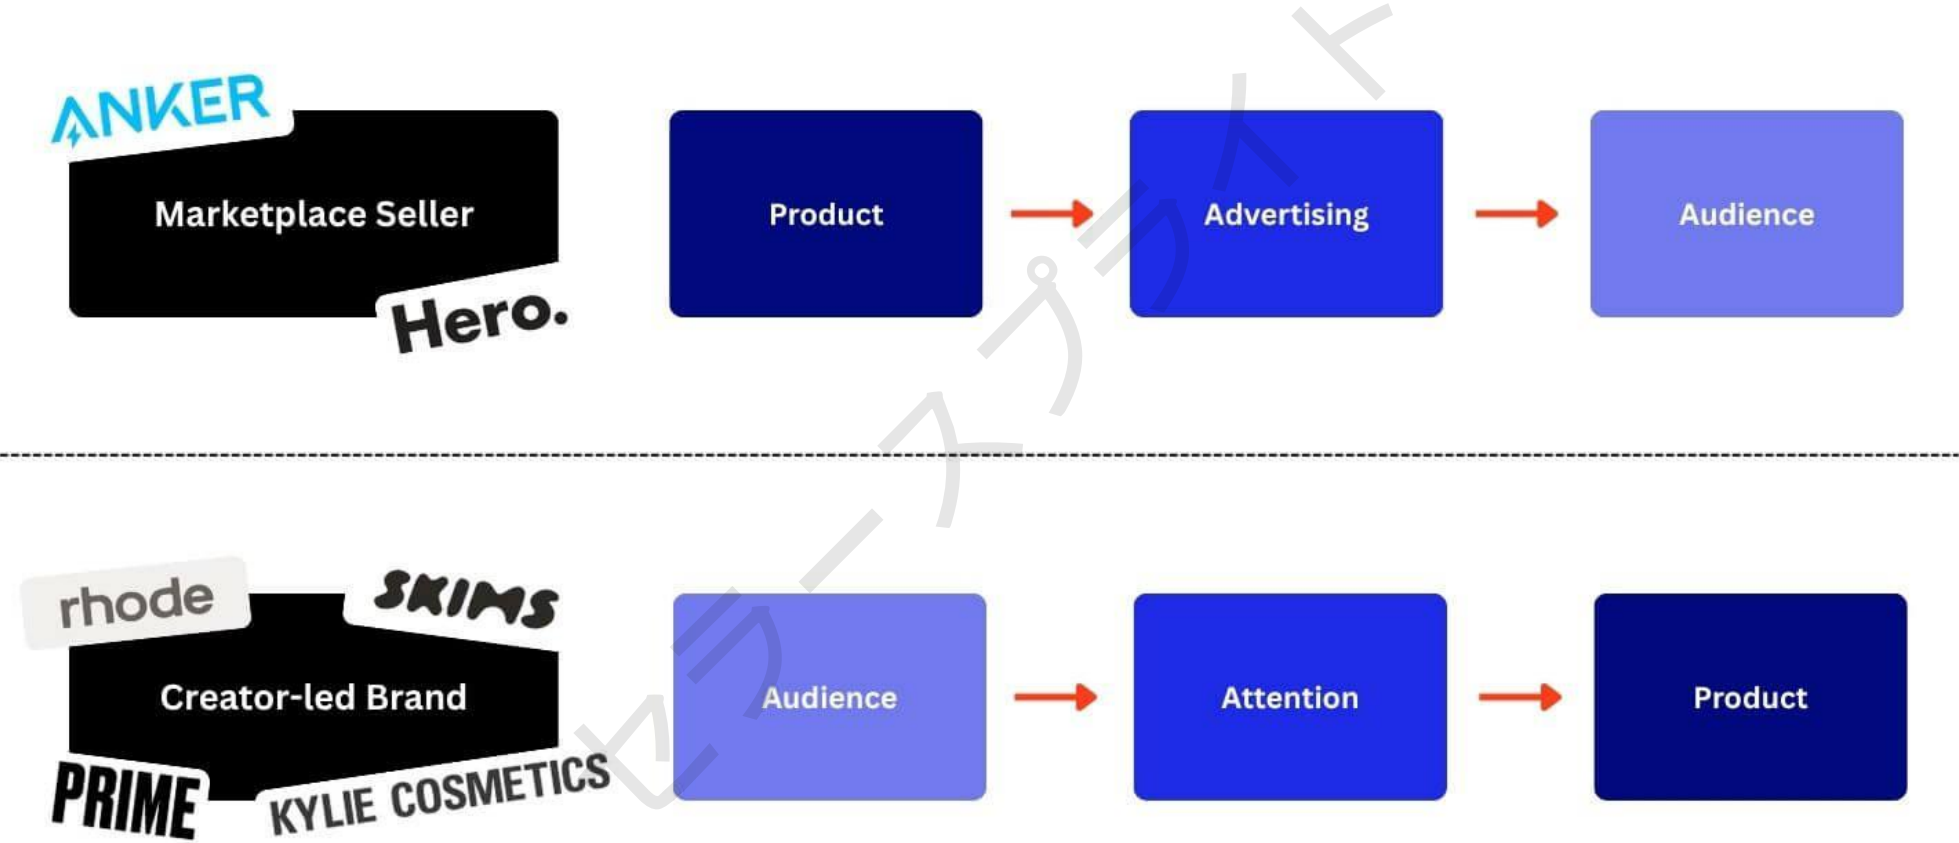 ANKER
Marketplace Seller
Hero.
Product
Advertising
Audience
rhode
SKIMS
Creator-led Brand
PRIME
KYLIE COSMETICS
Audience
Attention
Product
セラースプライト